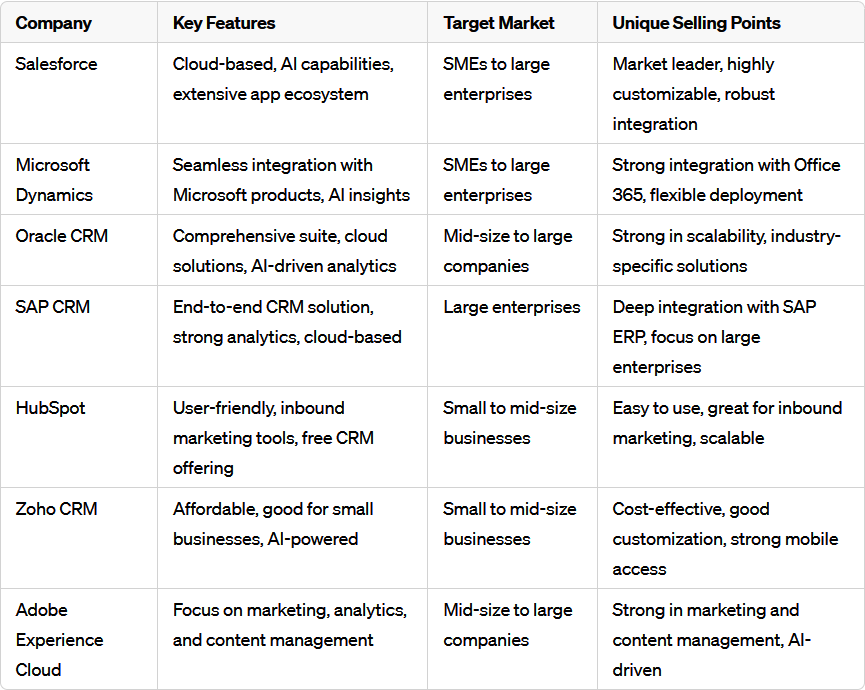 Company Key Features Target Market Unique Selling Points
Salesforce Cloud-based, AI capabilities, SMEs to large Market leader, highly
extensive app ecosystem enterprises customizable, robust
integration
Microsoft Seamless integration with SMEs to large Strong integration with Office
Dynamics Microsoft products, AI insights enterprises 365, flexible deployment
Oracle CRM Comprehensive suite, cloud Mid-size to large Strong in scalability, industry-
solutions, AI-driven analytics companies specific solutions
SAP CRM End-to-end CRM solution, Large enterprises Deep integration with SAP
strong analytics, cloud-based ERP, focus on large
enterprises
HubSpot User-friendly, inbound Small to mid-size Easy to use, great for inbound
marketing tools, free CRM businesses marketing, scalable
offering
Zoho CRM Affordable, good for small Small to mid-size Cost-effective, good
businesses, AI-powered businesses customization, strong mobile
access
Adobe Focus on marketing, analytics, Mid-size to large Strong in marketing and
Experience and content management companies content management, AI-
Cloud driven